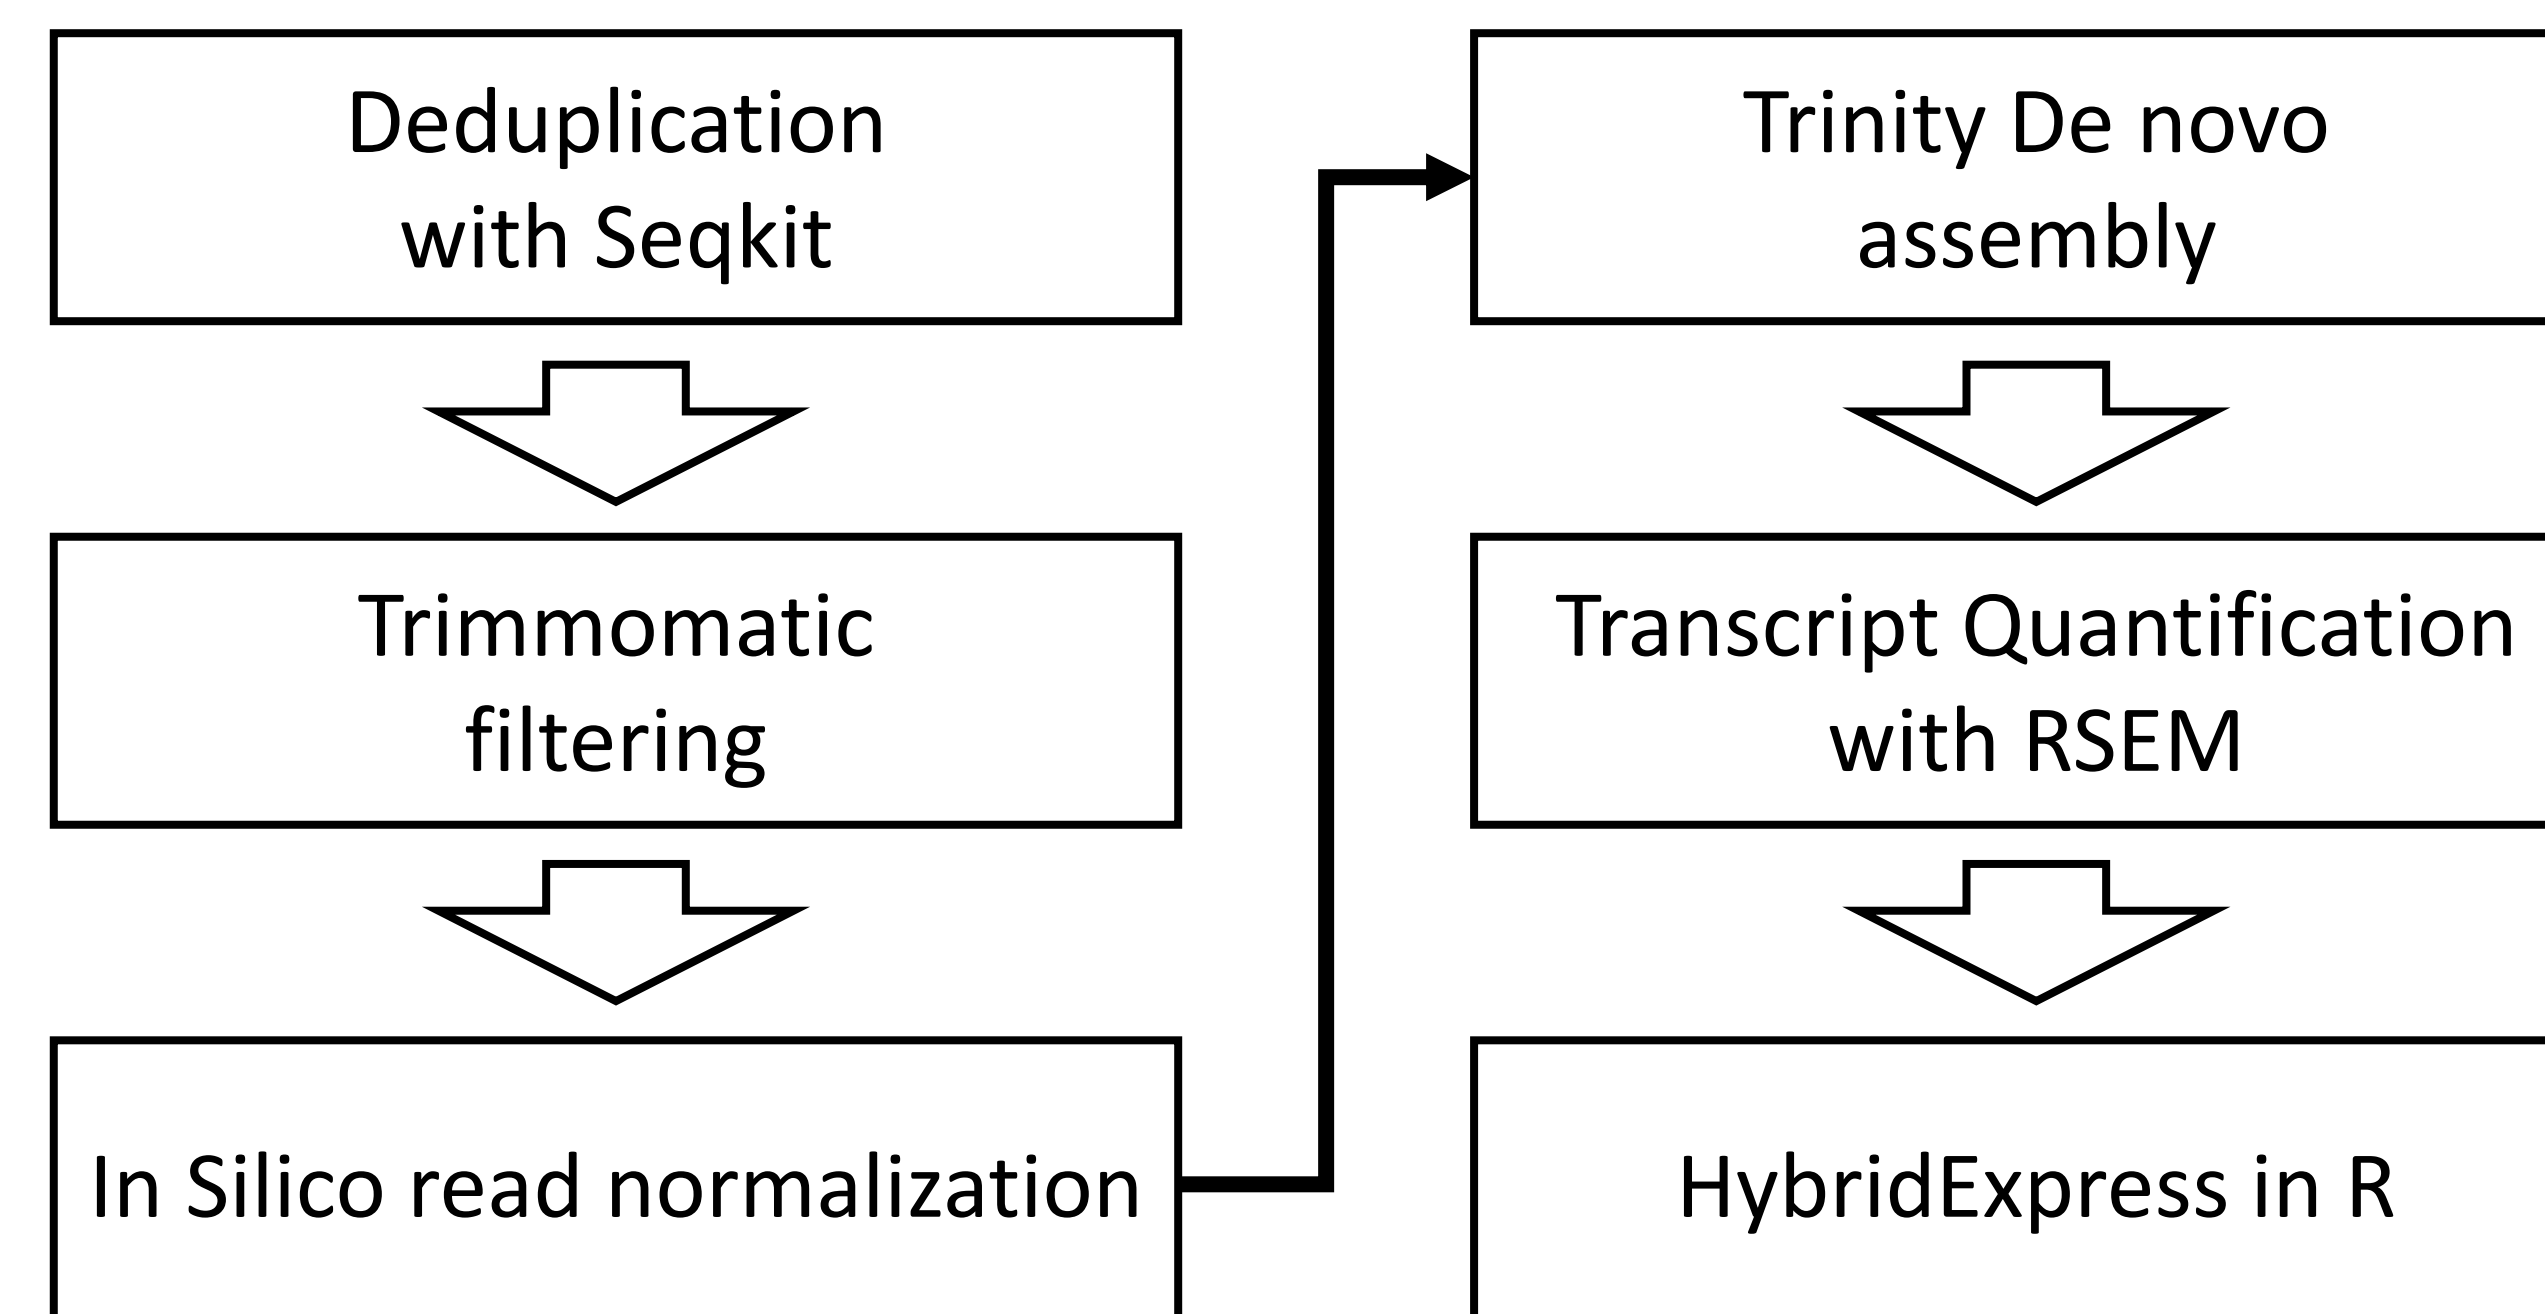 Deduplication
with Seqkit
Trimmomatic
filtering
In Silico read normalization
Trinity De novo
assembly
Transcript Quantification
with RSEM
HybridExpress in R